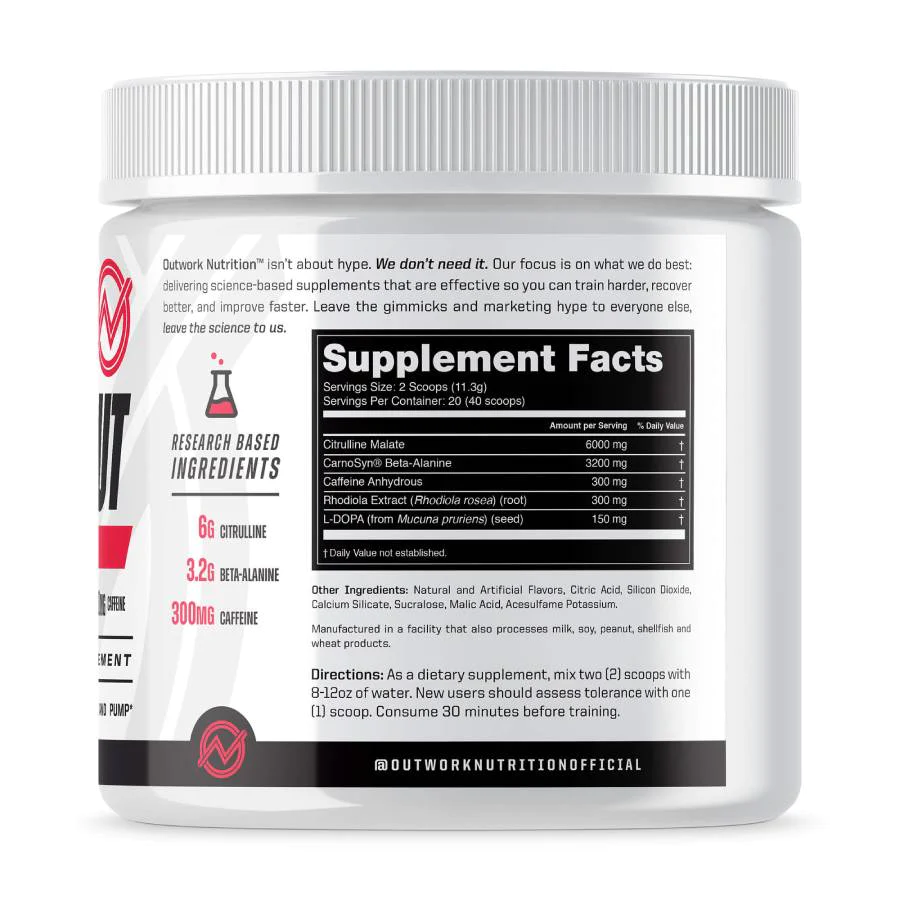 Outwork Nutrition™ isn't about hype. We don't need it. Our focus is on what we do best:
delivering science-based supplements that are effective so you can train harder, recover
better, and improve faster. Leave the gimmicks and marketing hype to everyone else,
leave the science to us.
RESEARCH BASED
INGREDIENTS
6G CITRULLINE
3.2G BETA-ALANINE
300MG CAFFEINE
Supplement Facts
Servings Size: 2 Scoops (11.3g)
Servings Per Container: 20 (40 scoops)
Amount per Serving % Daily Value
Citrulline Malate 6000 mg †
CarnoSyn® Beta-Alanine 3200 mg †
Caffeine Anhydrous 300 mg †
Rhodiola Extract (Rhodiola rosea) (root) 300 mg †
L-DOPA (from Mucuna pruriens) (seed) 150 mg †
† Daily Value not established.
Other Ingredients: Natural and Artificial Flavors, Citric Acid, Silicon Dioxide,
Calcium Silicate, Sucralose, Malic Acid, Acesulfame Potassium.
Manufactured in a facility that also processes milk, soy, peanut, shellfish and
wheat products.
Directions: As a dietary supplement, mix two (2) scoops with
8-12oz of water. New users should assess tolerance with one
(1) scoop. Consume 30 minutes before training.
UT
CAFFEINE
EMENT
AND PUMP*
@OUTWORKNUTRITIONOFFICIAL